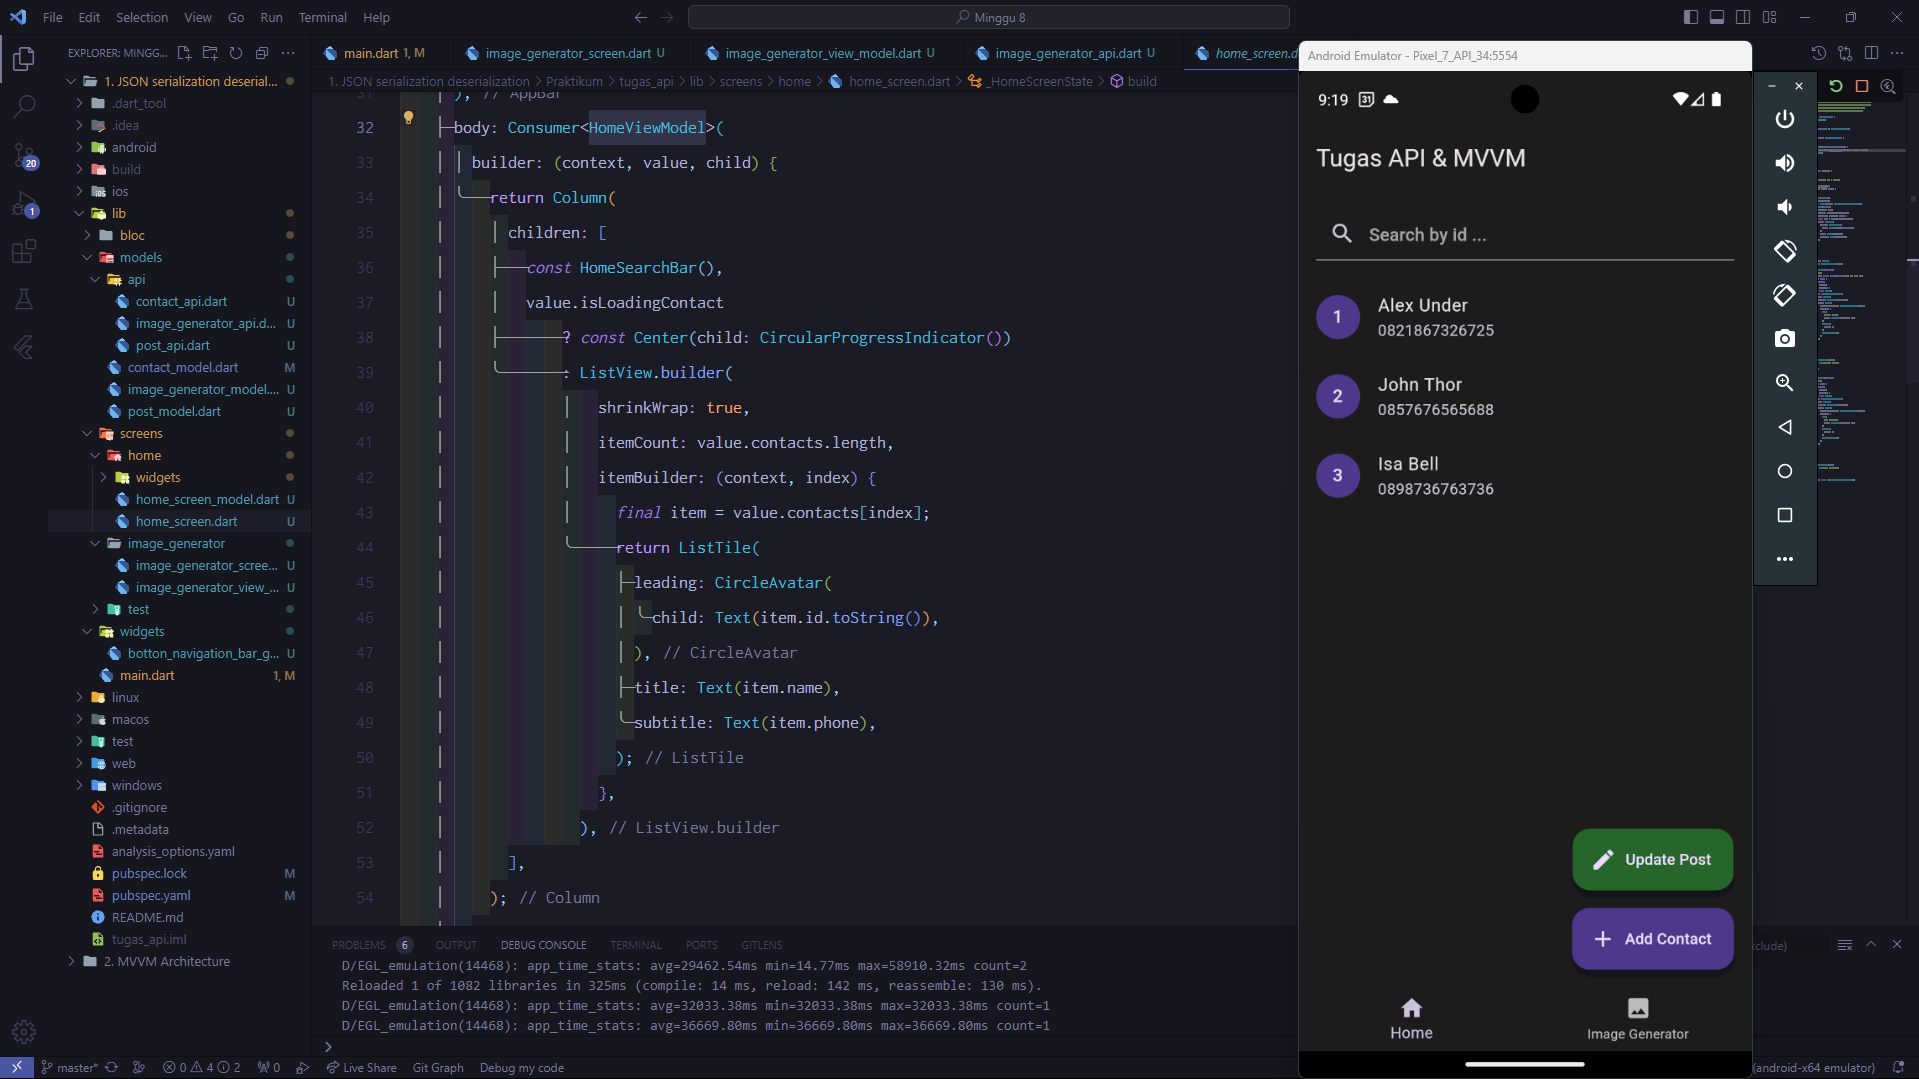 File Edit Selection View Go Run Terminal Help
Minggu 8
EXPLORER: MINGG...
1. JSON serialization deserial...
.dart_tool
.idea
android
build
ios
lib
bloc
models
api
contact_api.dart U
image_generator_api.d... U
post_api.dart U
contact_model.dart M
image_generator_model.... U
post_model.dart U
screens
home
widgets
home_screen_model.dart U
home_screen.dart U
image_generator
image_generator_scree... U
image_generator_view_... U
test
widgets
botton_navigation_bar_g... U
main.dart 1, M
linux
macos
test
web
windows
.gitignore
.metadata
analysis_options.yaml
pubspec.lock M
pubspec.yaml M
README.md
tugas_api.iml
2. MVVM Architecture
20
1
main.dart 1, M
image_generator_screen.dart U
image_generator_view_model.dart U
image_generator_api.dart U
home_screen.d
1. JSON serialization deserialization > Praktikum > tugas_api > lib > screens > home > home_screen.dart > _HomeScreenState > build
31 ), // AppBar
32 body: Consumer<HomeViewModel>(
33 builder: (context, value, child) {
34 return Column(
35 children: [
36 const HomeSearchBar(),
37 value.isLoadingContact
38 ? const Center(child: CircularProgressIndicator())
39 : ListView.builder(
40 shrinkWrap: true,
41 itemCount: value.contacts.length,
42 itemBuilder: (context, index) {
43 final item = value.contacts[index];
44 return ListTile(
45 leading: CircleAvatar(
46 child: Text(item.id.toString()),
47 ), // CircleAvatar
48 title: Text(item.name),
49 subtitle: Text(item.phone),
50 ); // ListTile
51 },
52 ), // ListView.builder
53 ],
54 ); // Column
PROBLEMS 6 OUTPUT DEBUG CONSOLE TERMINAL PORTS GITLENS
xclude)
D/EGL_emulation(14468): app_time_stats: avg=29462.54ms min=14.77ms max=58910.32ms count=2
Reloaded 1 of 1082 libraries in 325ms (compile: 14 ms, reload: 142 ms, reassemble: 130 ms).
D/EGL_emulation(14468): app_time_stats: avg=32033.38ms min=32033.38ms max=32033.38ms count=1
D/EGL_emulation(14468): app_time_stats: avg=36669.80ms min=36669.80ms max=36669.80ms count=1
master* 0 4 2 0 Live Share Git Graph Debug my code
(android-x64 emulator)
Android Emulator - Pixel_7_API_34:5554
9:19 31
Tugas API & MVVM
Search by id ...
1 Alex Under
0821867326725
2 John Thor
0857676565688
3 Isa Bell
0898736763736
Update Post
Add Contact
Home
Image Generator